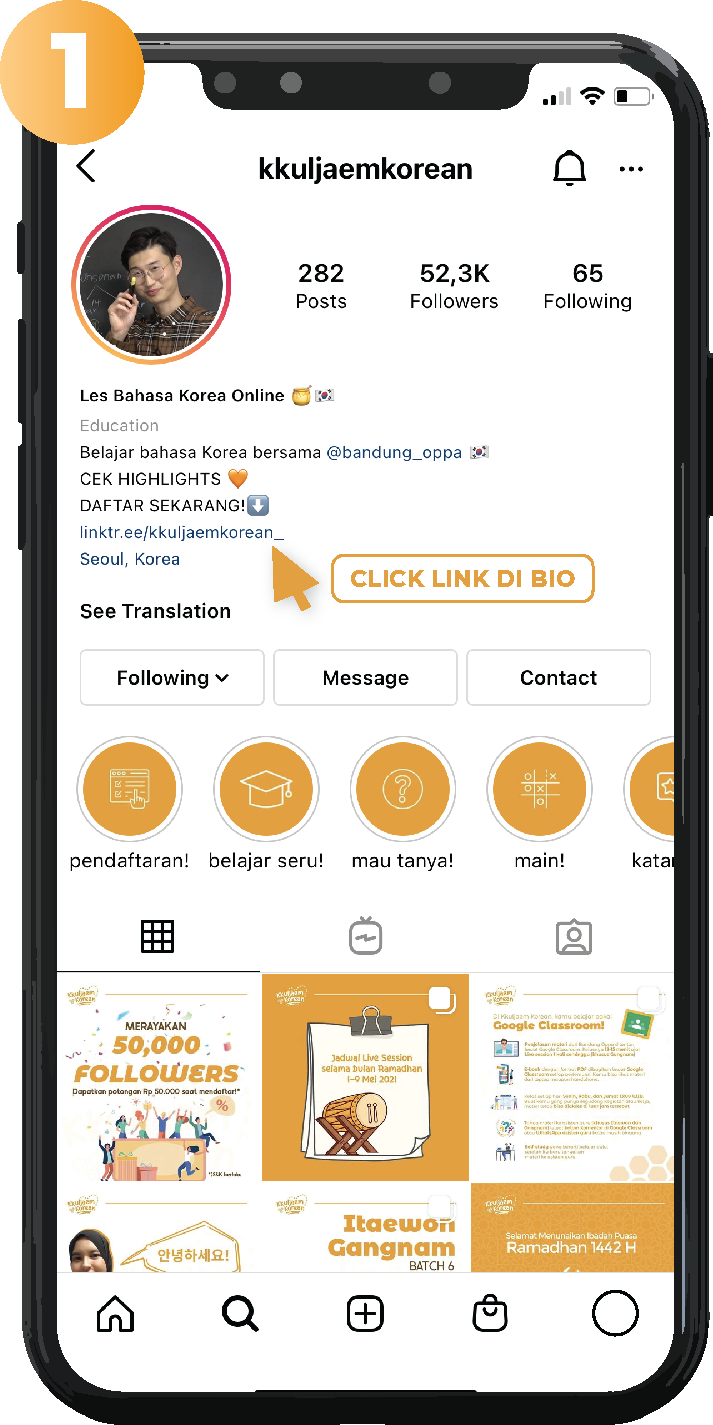 1
kkuljaemkorean
282
52,3K
65
Posts
Followers
Following
Les Bahasa Korea Online 🍯🇰🇷
Education
Belajar bahasa Korea bersama @bandung_oppa 🇰🇷
CEK HIGHLIGHTS 🧡
DAFTAR SEKARANG!⬇️
linktr.ee/kkuljaemkorean_
Seoul, Korea
CLICK LINK DI BIO
See Translation
Following
Message
Contact
pendaftaran!
belajar seru!
mau tanya!
main!
katar
Kkuljaem
Korean
MERAYAKAN
50,000
FOLLOWERS
Dapatkan potongan Rp 50.000 saat mendaftar!*
%
*S&K berlaku
Kkuljaem
Korean
Jadwal Live Session
selama bulan Ramadhan
1-9 Mei 2021
Kkuljaem
Korean
Di Kkuljaem Korean, kamu belajar pakai
Google Classroom!
Kkuljaem
Korean
안녕하세요!
Kkuljaem
Korean
Itaewon
Gangnam
BATCH 6
Kkuljaem
Korean
Selamat Menunaikan Ibadah Puasa
Ramadhan 1442 H